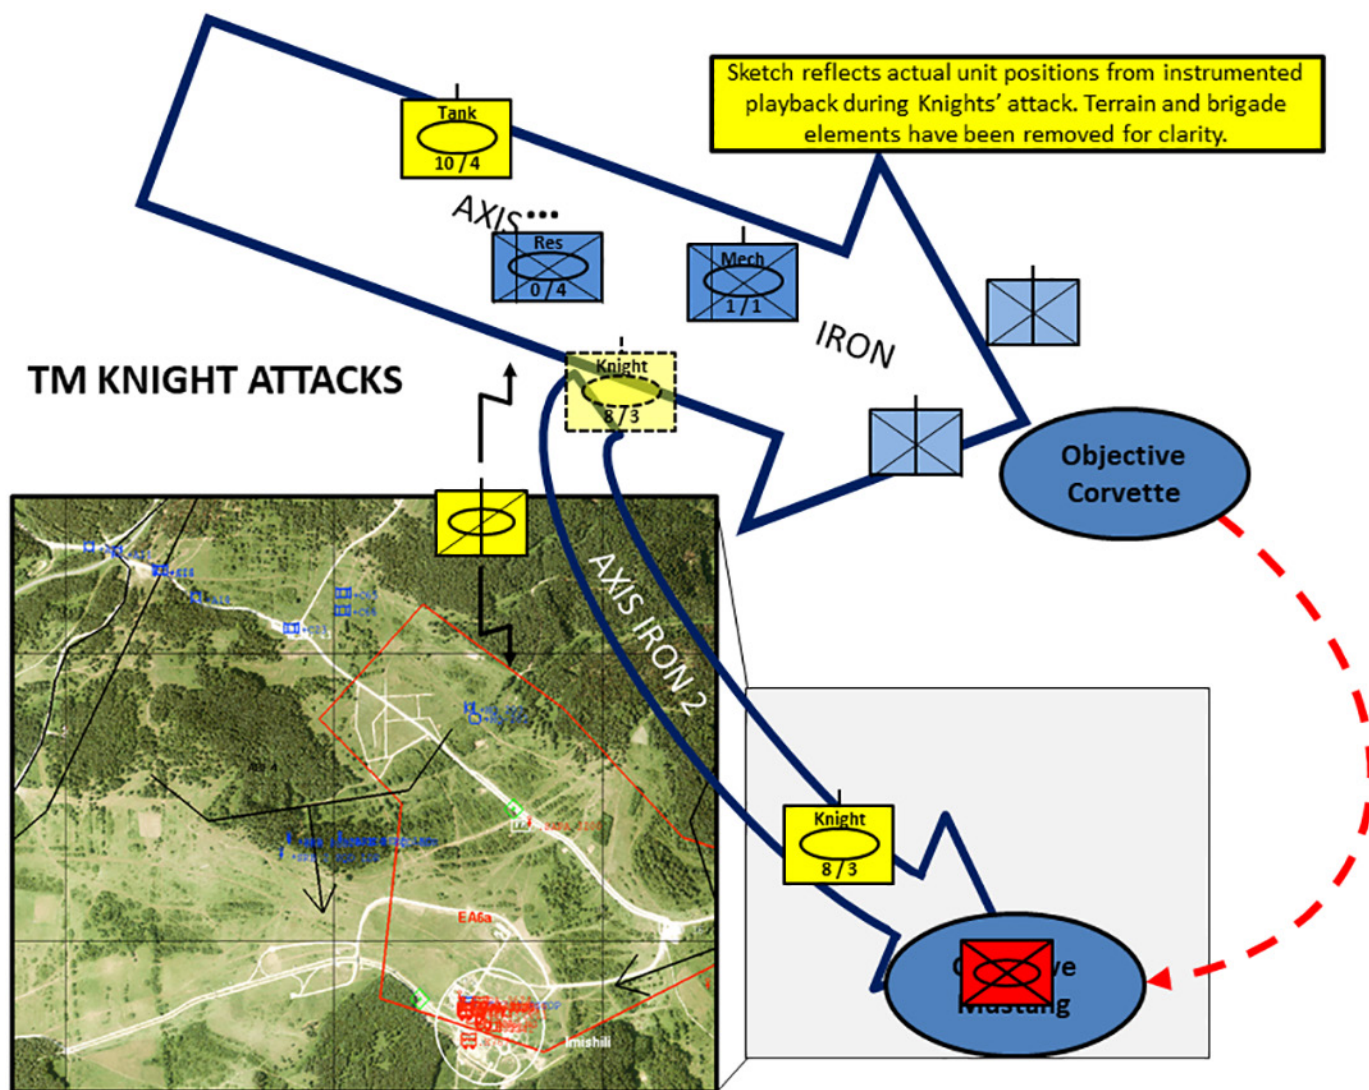 Sketch reflects actual unit positions from instrumented
playback during Knights’ attack. Terrain and brigade
elements have been removed for clarity.
Tank
10 / 4
AXIS
Res
0 / 4
Mech
1 / 1
IRON
TM KNIGHT ATTACKS
Knight
8 / 3
Objective
Corvette
AXIS IRON 2
Knight
8 / 3
EA6a
Imishili
Mustang